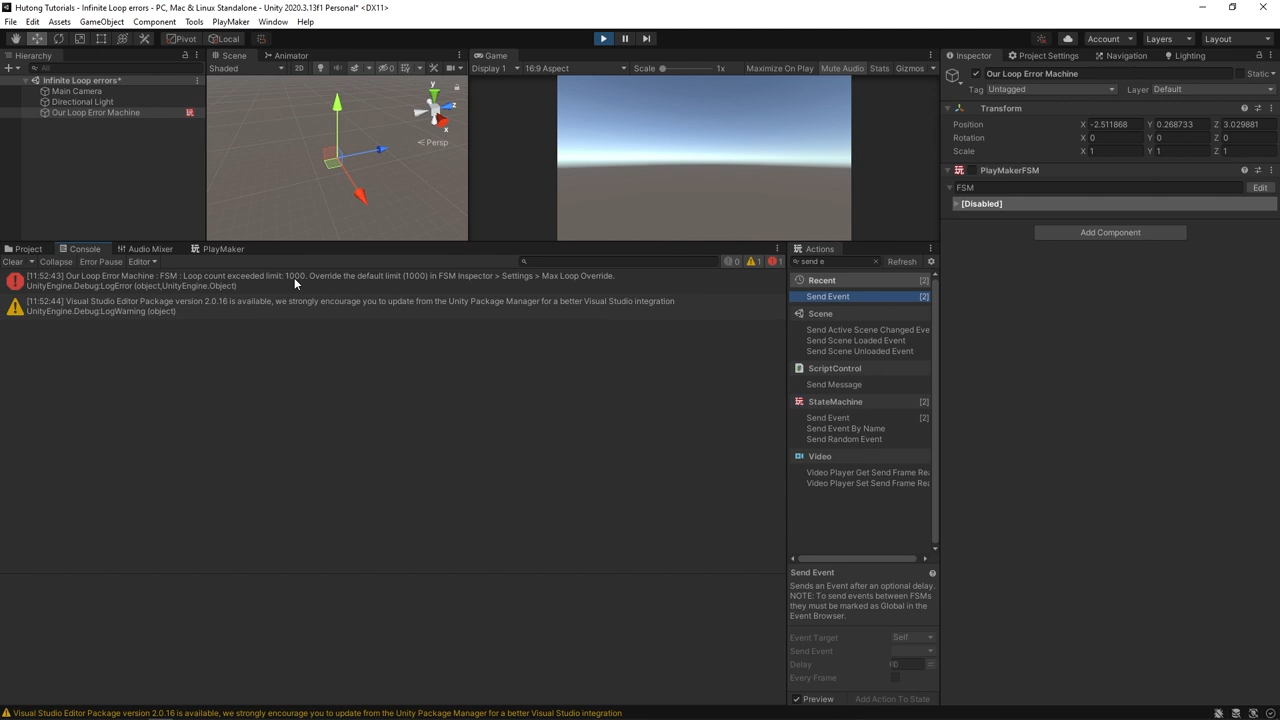 Hutong Tutorials - Infinite Loop errors - PC, Mac & Linux Standalone - Unity 2020.3.13f1 Personal* <DX11>
File Edit Assets GameObject Component Tools PlayMaker Window Help
Pivot Local Account Layers Layout
Hierarchy
All
Infinite Loop errors*
Main Camera
Directional Light
Our Loop Error Machine
Scene Animator
Shaded 2D 0
y
z
x
Persp
Game
Display 1 16:9 Aspect Scale 1x Maximize On Play Mute Audio Stats Gizmos
Inspector Project Settings Navigation Lighting
Our Loop Error Machine Static
Tag Untagged Layer Default
Transform
Position X -2.511868 Y 0.268733 Z 3.029881
Rotation X 0 Y 0 Z 0
Scale X 1 Y 1 Z 1
PlayMakerFSM
FSM Edit
[Disabled]
Add Component
Project Console Audio Mixer PlayMaker
Clear Collapse Error Pause Editor 0 1 1
[11:52:43] Our Loop Error Machine : FSM : Loop count exceeded limit: 1000. Override the default limit (1000) in FSM Inspector > Settings > Max Loop Override.
UnityEngine.Debug:LogError (object,UnityEngine.Object)
[11:52:44] Visual Studio Editor Package version 2.0.16 is available, we strongly encourage you to update from the Unity Package Manager for a better Visual Studio integration
UnityEngine.Debug:LogWarning (object)
Actions
send e Refresh
Recent [2]
Send Event [2]
Scene
Send Active Scene Changed Eve
Send Scene Loaded Event
Send Scene Unloaded Event
ScriptControl
Send Message
StateMachine [2]
Send Event [2]
Send Event By Name
Send Random Event
Video
Video Player Get Send Frame Rea
Video Player Set Send Frame Rea
Send Event
Sends an Event after an optional delay.
NOTE: To send events between FSMs
they must be marked as Global in the
Event Browser.
Event Target Self
Send Event
Delay 0
Every Frame
Preview Add Action To State
Visual Studio Editor Package version 2.0.16 is available, we strongly encourage you to update from the Unity Package Manager for a better Visual Studio integration